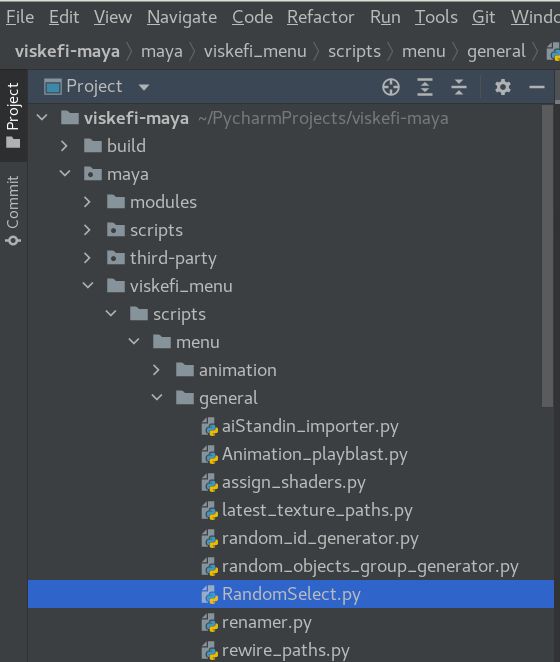 File Edit View Navigate Code Refactor Run Tools Git Windo
viskefi-maya maya viskefi_menu scripts menu general
Project
Project
Commit
viskefi-maya ~/PycharmProjects/viskefi-maya
build
maya
modules
scripts
third-party
viskefi_menu
scripts
menu
animation
general
aiStandin_importer.py
Animation_playblast.py
assign_shaders.py
latest_texture_paths.py
random_id_generator.py
random_objects_group_generator.py
RandomSelect.py
renamer.py
rewire_paths.py